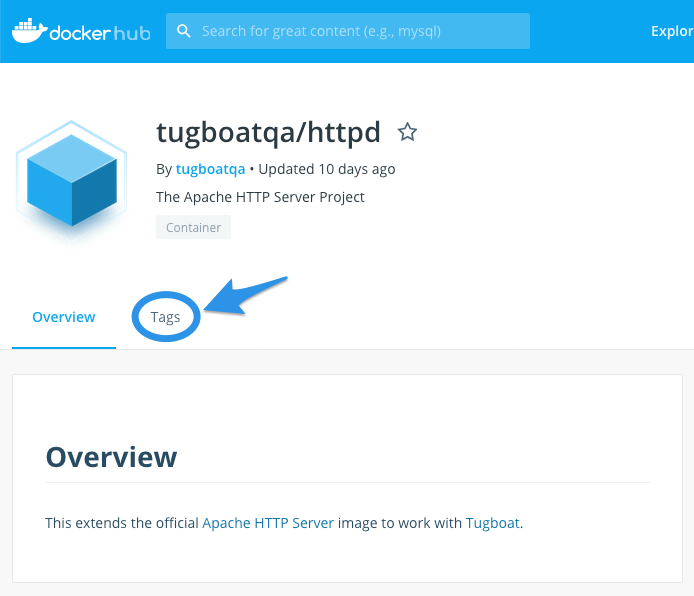 docker hub
Search for great content (e.g., mysql)
Explor
tugboatqa/httpd
By tugboatqa • Updated 10 days ago
The Apache HTTP Server Project
Container
Overview
Tags
Overview
This extends the official Apache HTTP Server image to work with Tugboat.